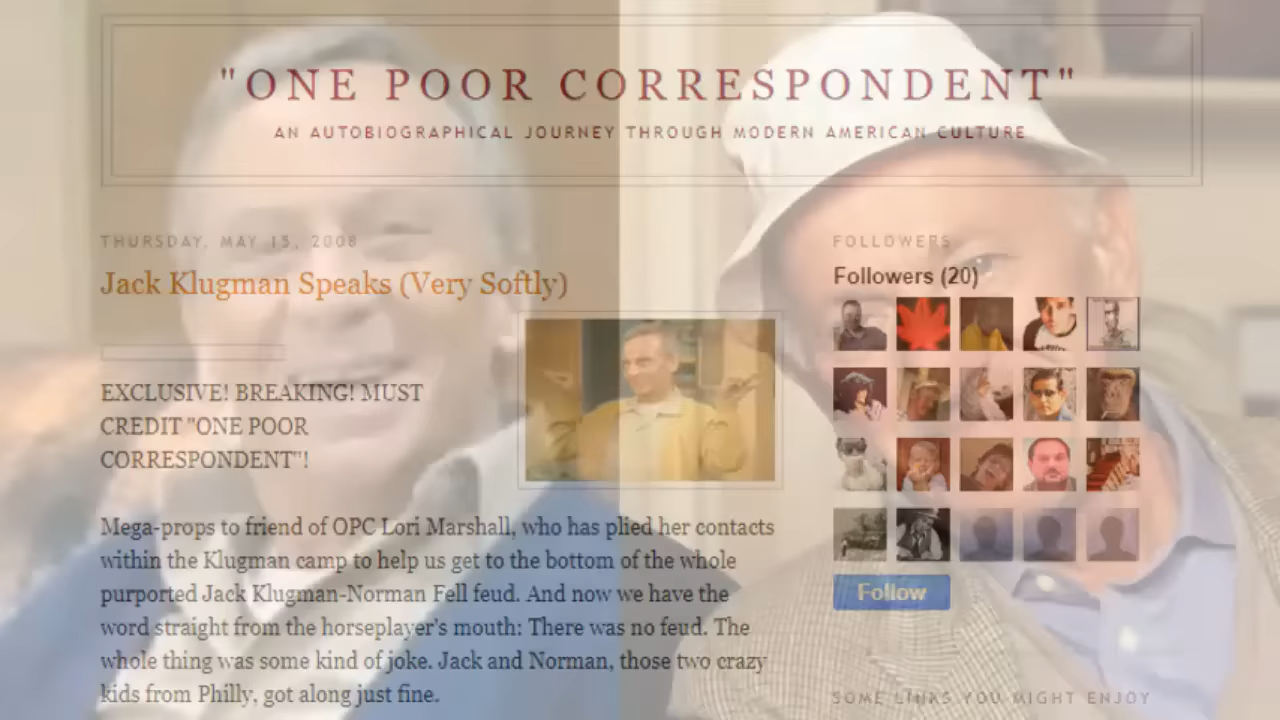 "ONE POOR CORRESPONDENT"
AN AUTOBIOGRAPHICAL JOURNEY THROUGH MODERN AMERICAN CULTURE
THURSDAY, MAY 15, 2008
Jack Klugman Speaks (Very Softly)
EXCLUSIVE! BREAKING! MUST
CREDIT "ONE POOR
CORRESPONDENT"!
Mega-props to friend of OPC Lori Marshall, who has plied her contacts
within the Klugman camp to help us get to the bottom of the whole
purported Jack Klugman-Norman Fell feud. And now we have the
word straight from the horseplayer's mouth: There was no feud. The
whole thing was some kind of joke. Jack and Norman, those two crazy
kids from Philly, got along just fine.
FOLLOWERS
Followers (20)
Follow
SOME LINKS YOU MIGHT ENJOY